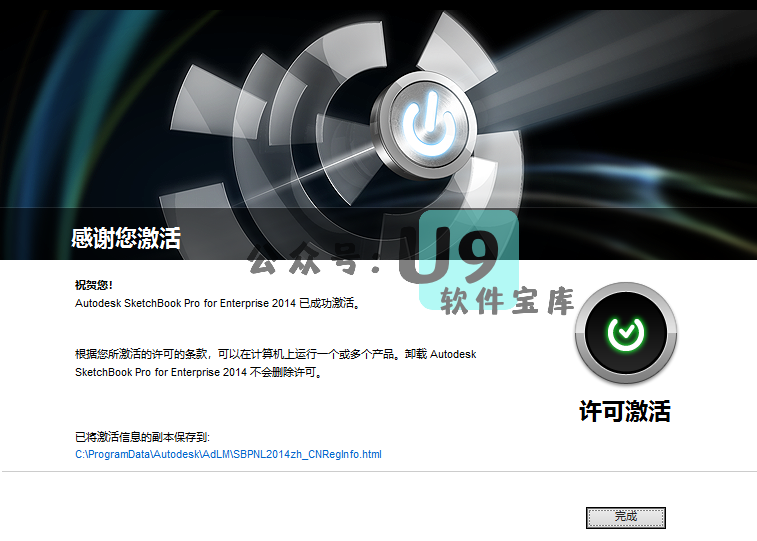 感谢您激活
公众号：U9
软件宝库
祝贺您!
Autodesk SketchBook Pro for Enterprise 2014 已成功激活。
根据您所激活的许可的条款，可以在计算机上运行一个或多个产品。卸载 Autodesk
SketchBook Pro for Enterprise 2014 不会删除许可。
许可激活
已将激活信息的副本保存到:
C:\ProgramData\Autodesk\AdLM\SBPNL2014zh_CNRegInfo.html
完成